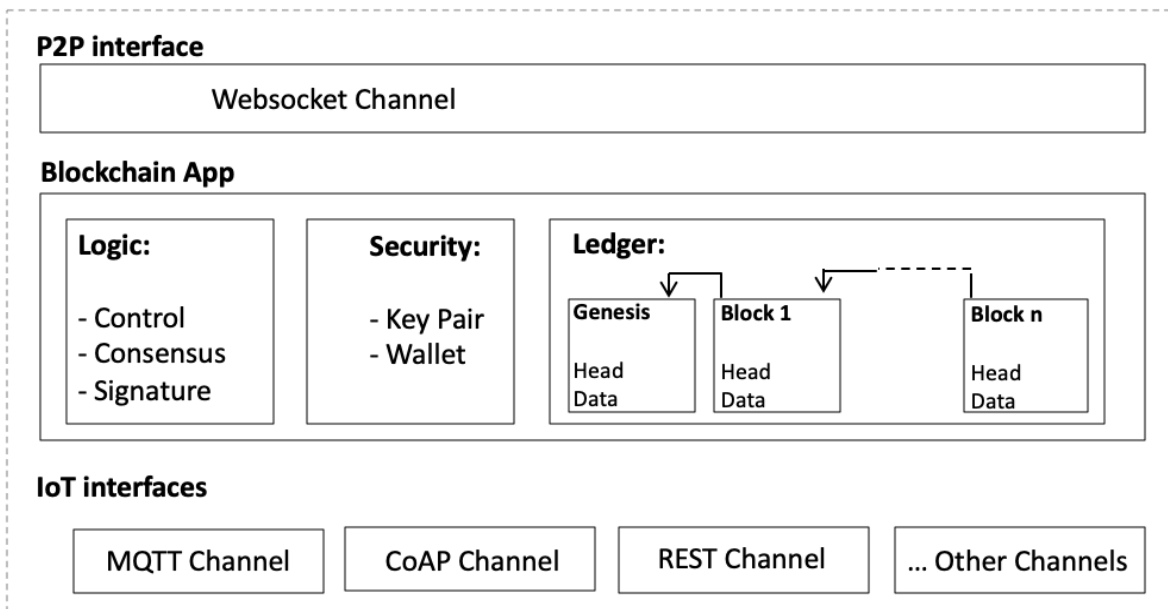 P2P interface
Websocket Channel
Blockchain App
Logic:
- Control
- Consensus
- Signature
Security:
- Key Pair
- Wallet
Ledger:
Genesis
Head
Data
Block 1
Head
Data
Block n
Head
Data
IoT interfaces
MQTT Channel
CoAP Channel
REST Channel
... Other Channels